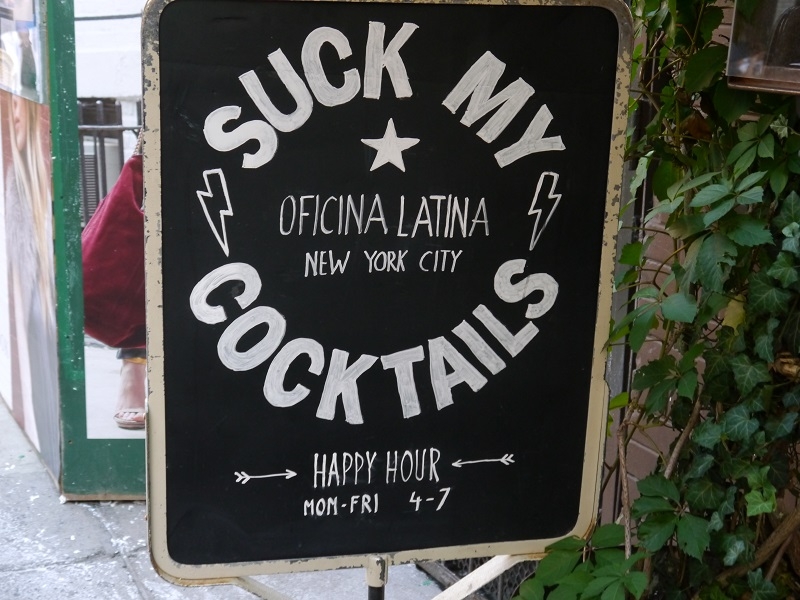 SUCK MY
OFICINA LATINA
NEW YORK CITY
COCKTAILS
HAPPY HOUR
MON-FRI 4-7